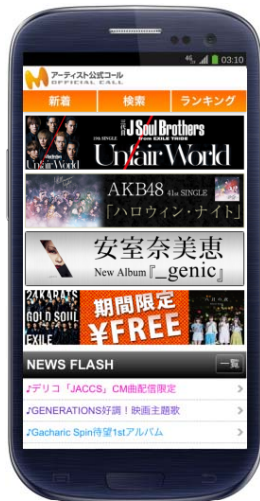 4G 03:10
アーティスト公式コール
OFFICIAL CALL
新着 検索 ランキング
Unfair World
三代目 J Soul Brothers
from EXILE TRIBE
Unfair World
AKB48 41st SINGLE
「ハロウィン・ナイト」
安室奈美恵
New Album『_genic』
24KARATS
GOLD SOUL
EXILE
期間限定
¥FREE
NEWS FLASH 一覧
♪デリコ「JACCS」CM曲配信限定
♪GENERATIONS好調！映画主題歌
♪Gacharic Spin待望1stアルバム